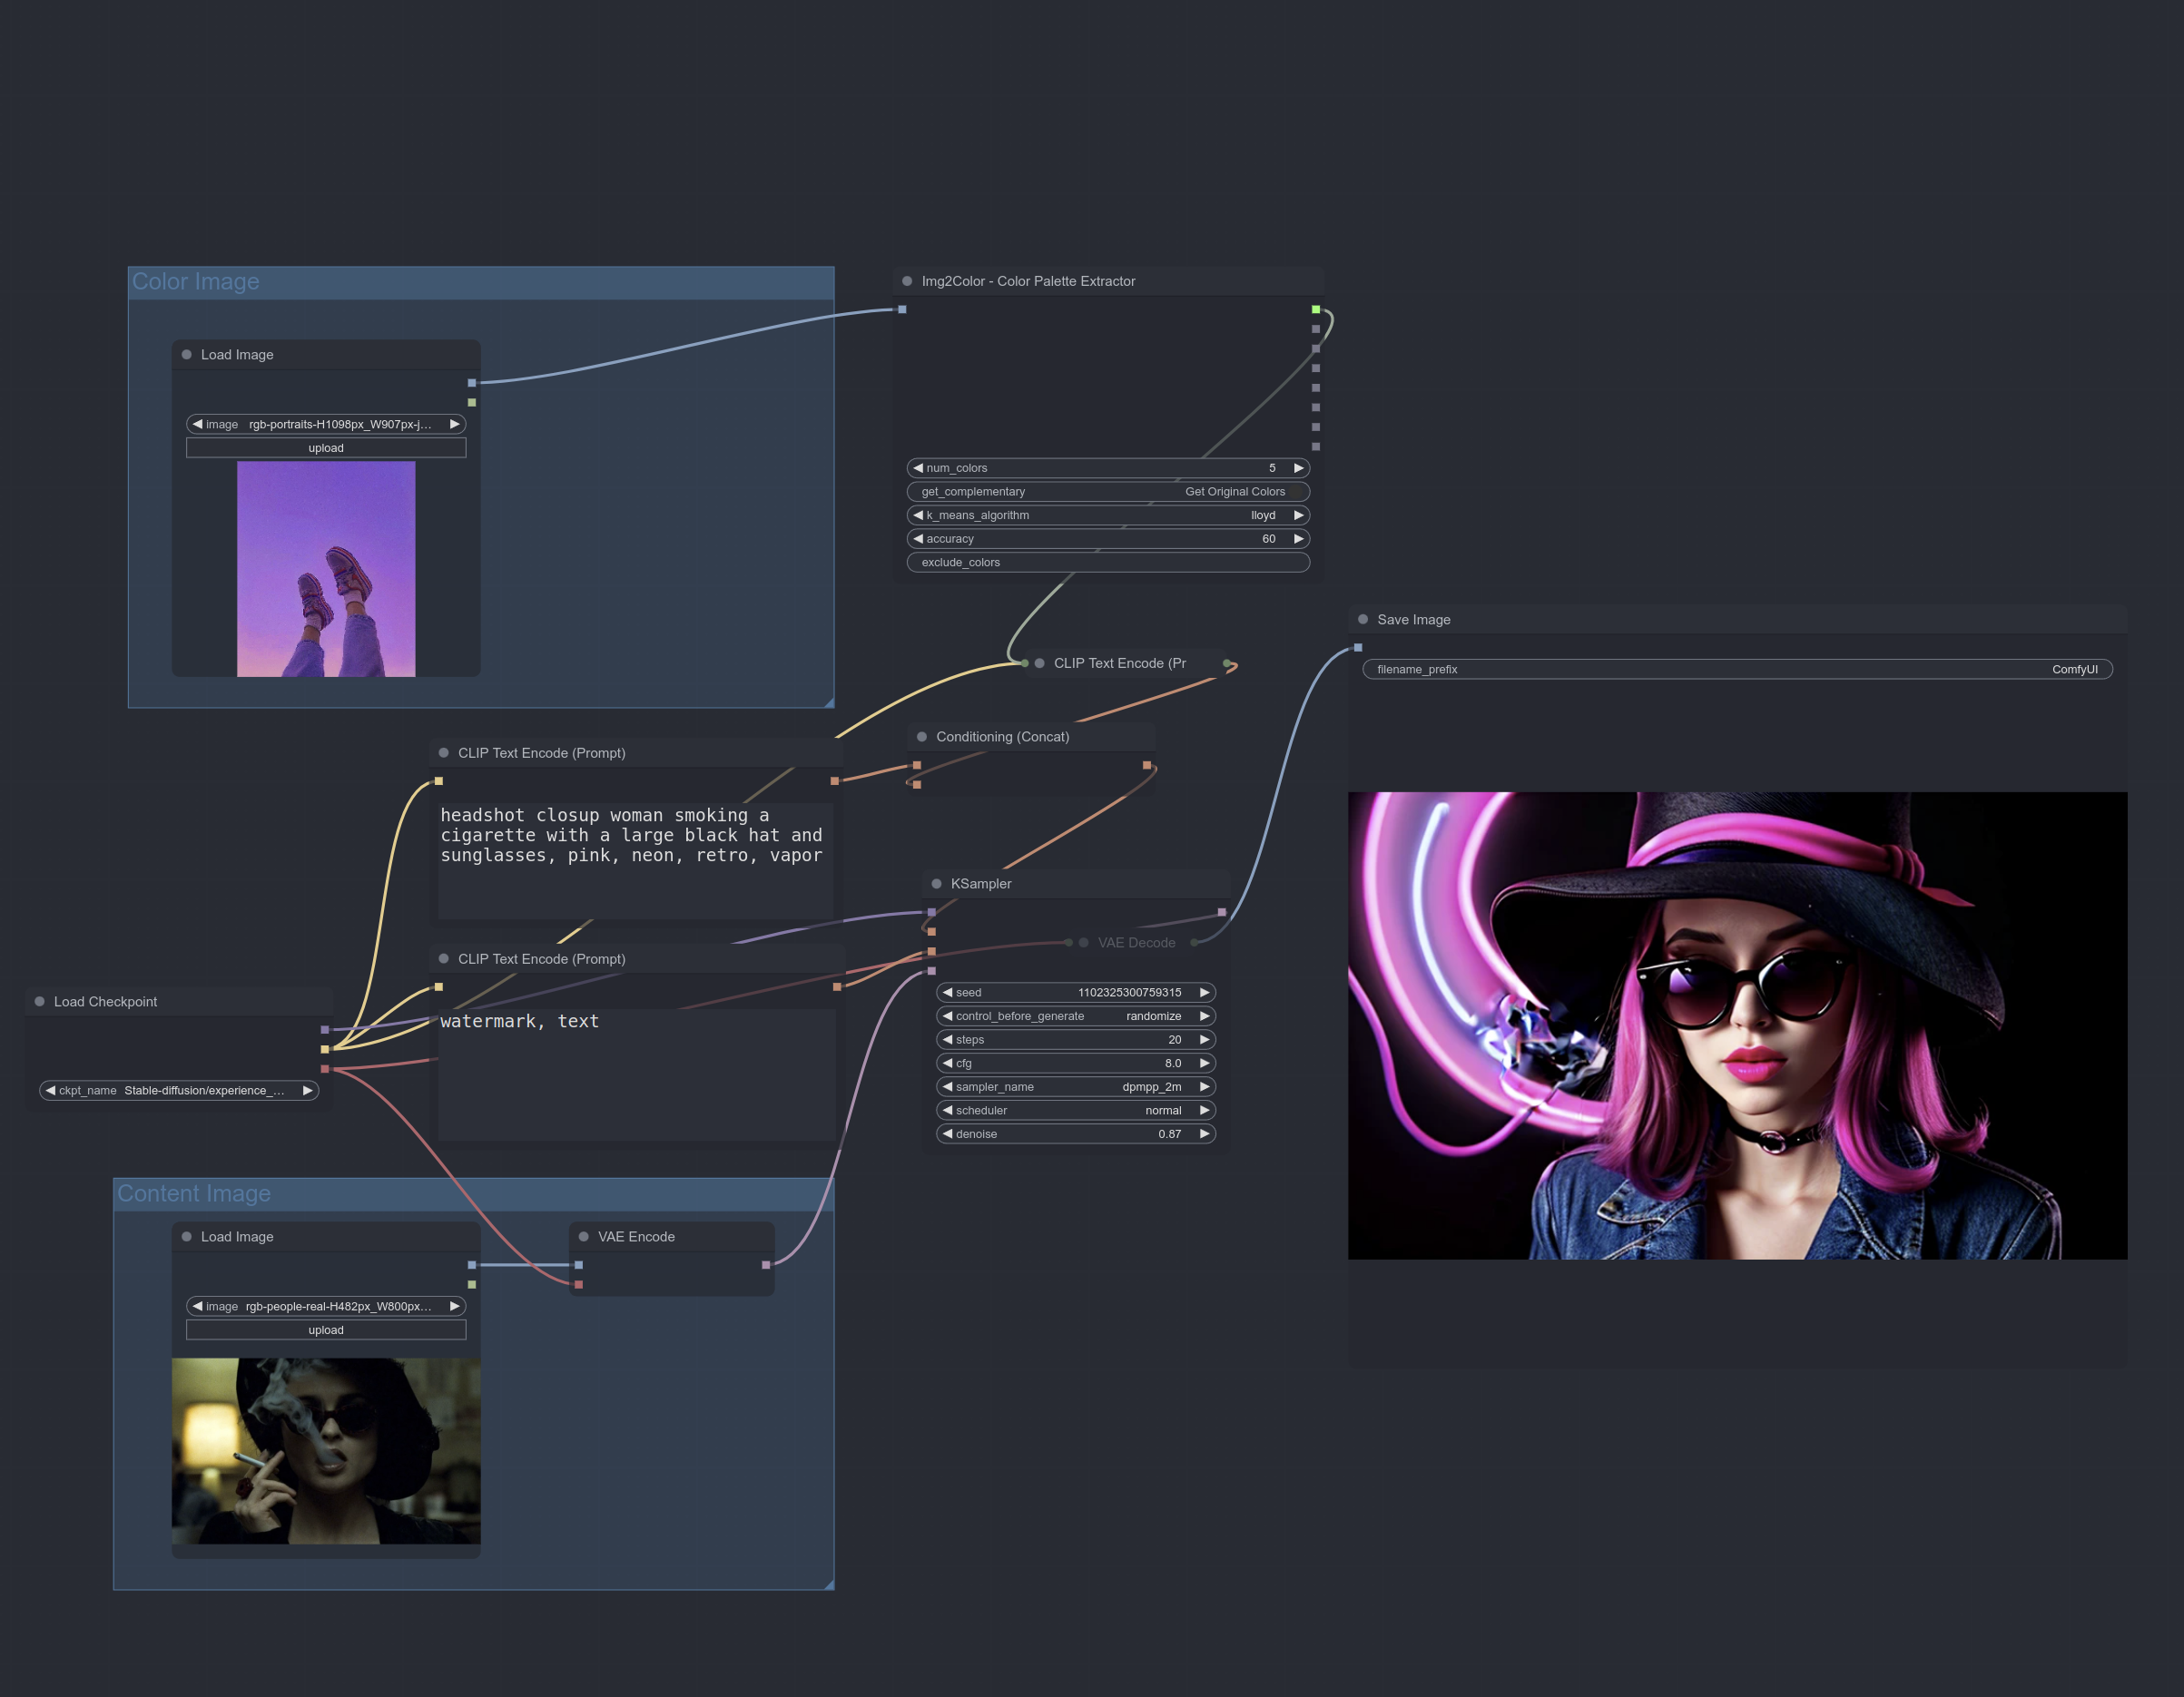 Color Image
Load Image
image rgb-portraits-H1098px_W907px-j...
upload
Img2Color - Color Palette Extractor
num_colors 5
get_complementary Get Original Colors
k_means_algorithm lloyd
accuracy 60
exclude_colors
CLIP Text Encode (Pr
Conditioning (Concat)
Save Image
filename_prefix ComfyUI
CLIP Text Encode (Prompt)
headshot closup woman smoking a
cigarette with a large black hat and
sunglasses, pink, neon, retro, vapor
CLIP Text Encode (Prompt)
watermark, text
Load Checkpoint
ckpt_name Stable-diffusion/experience_...
KSampler
VAE Decode
seed 1102325300759315
control_before_generate randomize
steps 20
cfg 8.0
sampler_name dpmpp_2m
scheduler normal
denoise 0.87
Content Image
Load Image
image rgb-people-real-H482px_W800px...
upload
VAE Encode